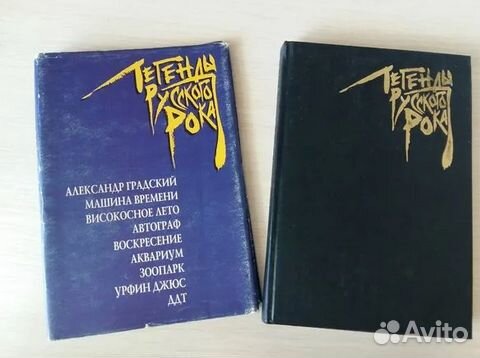 ЛЕГЕНДЫ
РУССКОГО
РОКА
АЛЕКСАНДР ГРАДСКИЙ
МАШИНА ВРЕМЕНИ
ВИСОКОСНОЕ ЛЕТО
АВТОГРАФ
ВОСКРЕСЕНИЕ
АКВАРИУМ
ЗООПАРК
УРФИН ДЖЮС
ДДТ
ЛЕГЕНДЫ
РУССКОГО
РОКА
Avito